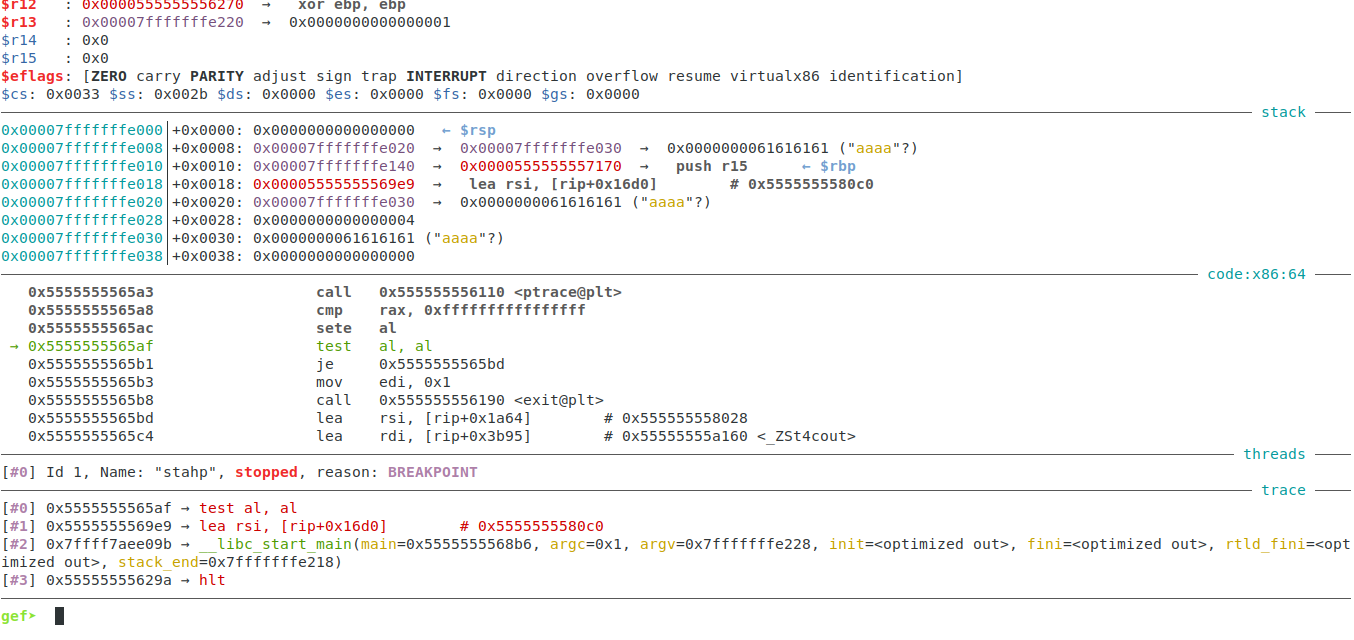 $r12   : 0x0000555555556270  →   xor ebp, ebp
$r13   : 0x00007fffffffe220  →  0x0000000000000001
$r14   : 0x0
$r15   : 0x0
$eflags: [ZERO carry PARITY adjust sign trap INTERRUPT direction overflow resume virtualx86 identification]
$cs: 0x0033 $ss: 0x002b $ds: 0x0000 $es: 0x0000 $fs: 0x0000 $gs: 0x0000
stack
0x00007fffffffe000│+0x0000: 0x0000000000000000   ← $rsp
0x00007fffffffe008│+0x0008: 0x00007fffffffe020  →  0x00007fffffffe030  →  0x0000000061616161 ("aaaa"?)
0x00007fffffffe010│+0x0010: 0x00007fffffffe140  →  0x0000555555557170  →   push r15      ← $rbp
0x00007fffffffe018│+0x0018: 0x00005555555569e9  →   lea rsi, [rip+0x16d0]        # 0x5555555580c0
0x00007fffffffe020│+0x0020: 0x00007fffffffe030  →  0x0000000061616161 ("aaaa"?)
0x00007fffffffe028│+0x0028: 0x0000000000000004
0x00007fffffffe030│+0x0030: 0x0000000061616161 ("aaaa"?)
0x00007fffffffe038│+0x0038: 0x0000000000000000
code:x86:64
0x5555555565a3                  call   0x555555556110 <ptrace@plt>
0x5555555565a8                  cmp    rax, 0xffffffffffffffff
0x5555555565ac                  sete   al
→ 0x5555555565af                  test   al, al
0x5555555565b1                  je     0x5555555565bd
0x5555555565b3                  mov    edi, 0x1
0x5555555565b8                  call   0x555555556190 <exit@plt>
0x5555555565bd                  lea    rsi, [rip+0x1a64]        # 0x555555558028
0x5555555565c4                  lea    rdi, [rip+0x3b95]        # 0x55555555a160 <_ZSt4cout>
threads
[#0] Id 1, Name: "stahp", stopped, reason: BREAKPOINT
trace
[#0] 0x5555555565af → test al, al
[#1] 0x5555555569e9 → lea rsi, [rip+0x16d0]        # 0x5555555580c0
[#2] 0x7ffff7aee09b → __libc_start_main(main=0x5555555568b6, argc=0x1, argv=0x7fffffffe228, init=<optimized out>, fini=<optimized out>, rtld_fini=<opt
imized out>, stack_end=0x7fffffffe218)
[#3] 0x55555555629a → hlt
gef➤